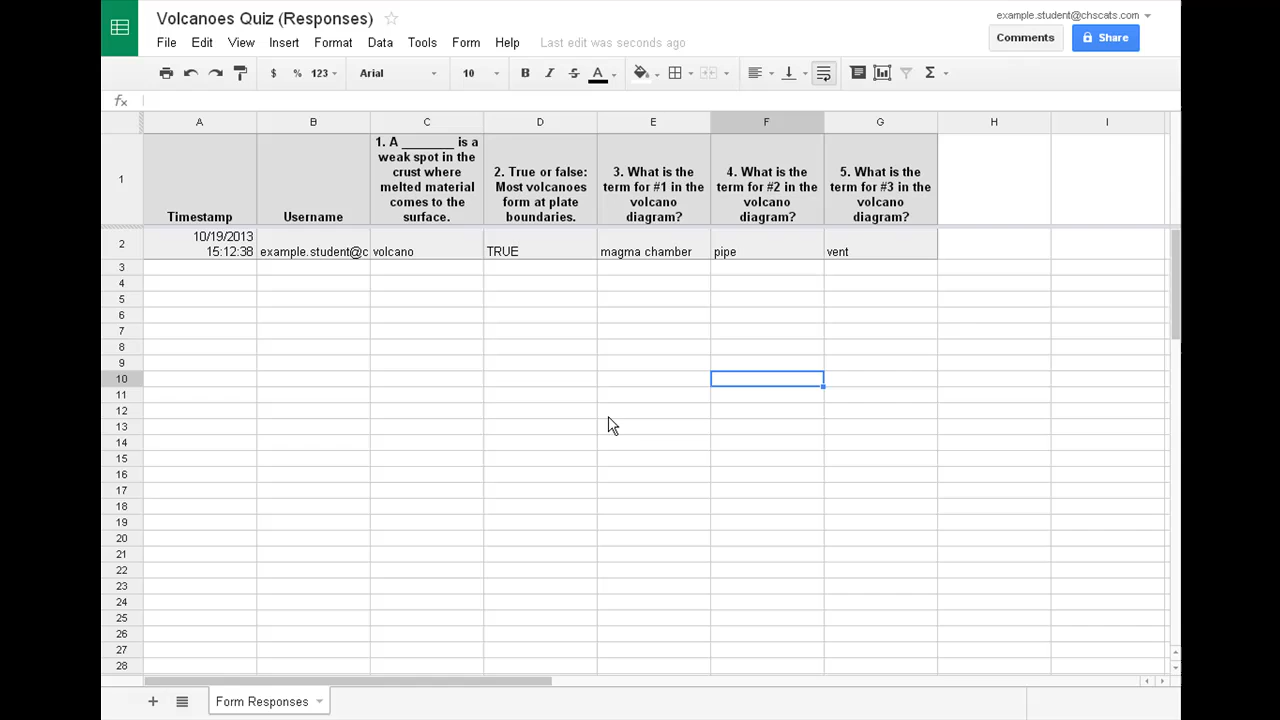 Volcanoes Quiz (Responses)
example.student@chscats.com
File Edit View Insert Format Data Tools Form Help Last edit was seconds ago
Comments Share
$ % 123 Arial 10 B I S A Σ
fx
A B C D E F G H I
1 Timestamp
Username
1. A ________ is a
weak spot in the
crust where
melted material
comes to the
surface.
2. True or false:
Most volcanoes
form at plate
boundaries.
3. What is the
term for #1 in the
volcano
diagram?
4. What is the
term for #2 in the
volcano
diagram?
5. What is the
term for #3 in the
volcano
diagram?
2 10/19/2013
15:12:38 example.student@c volcano TRUE magma chamber pipe vent
3
4
5
6
7
8
9
10
11
12
13
14
15
16
17
18
19
20
21
22
23
24
25
26
27
28
+ Form Responses